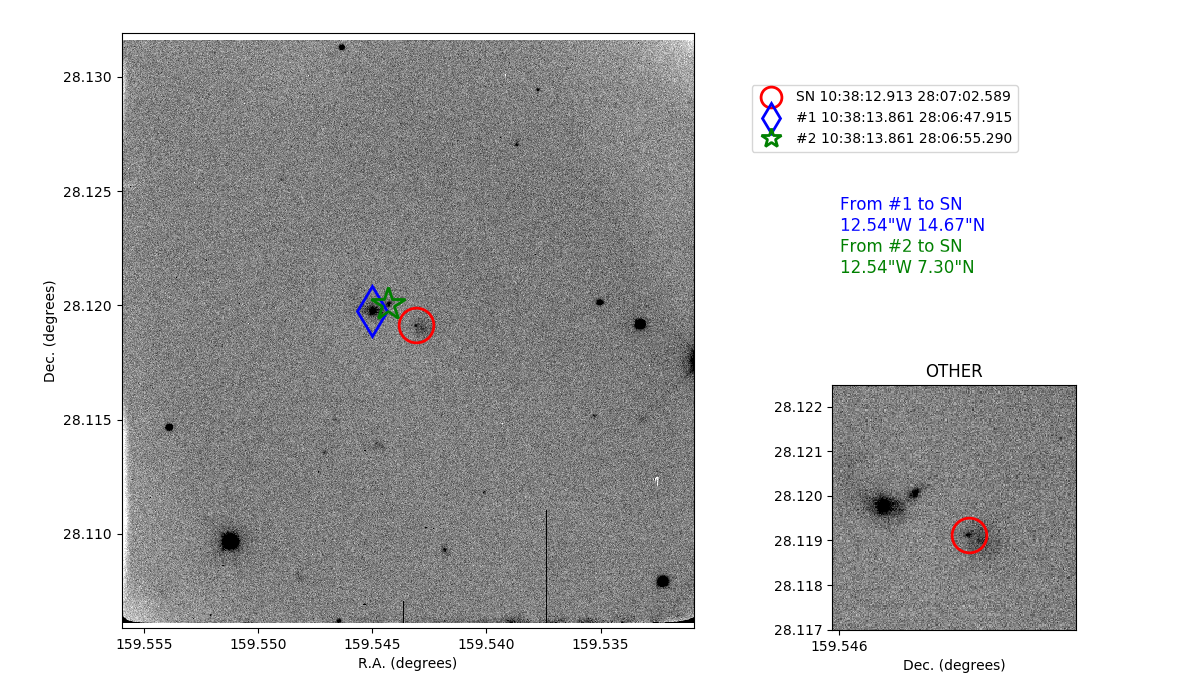 28.130
28.125
28.120
28.115
28.110
Dec. (degrees)
159.555
159.550
159.545
159.540
159.535
R.A. (degrees)
SN 10:38:12.913 28:07:02.589
#1 10:38:13.861 28:06:47.915
#2 10:38:13.861 28:06:55.290
From #1 to SN
12.54"W 14.67"N
From #2 to SN
12.54"W 7.30"N
OTHER
28.122
28.121
28.120
28.119
28.118
28.117
159.546
Dec. (degrees)